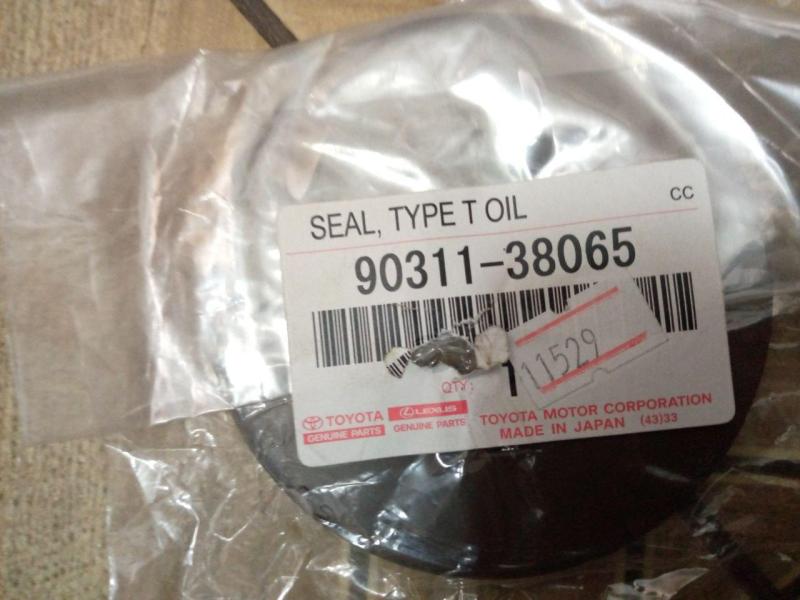 SEAL, TYPE T OIL
CC
90311-38065
QTY: 1
11529
TOYOTA
GENUINE PARTS
LEXUS
GENUINE PARTS
TOYOTA MOTOR CORPORATION
MADE IN JAPAN (43)33